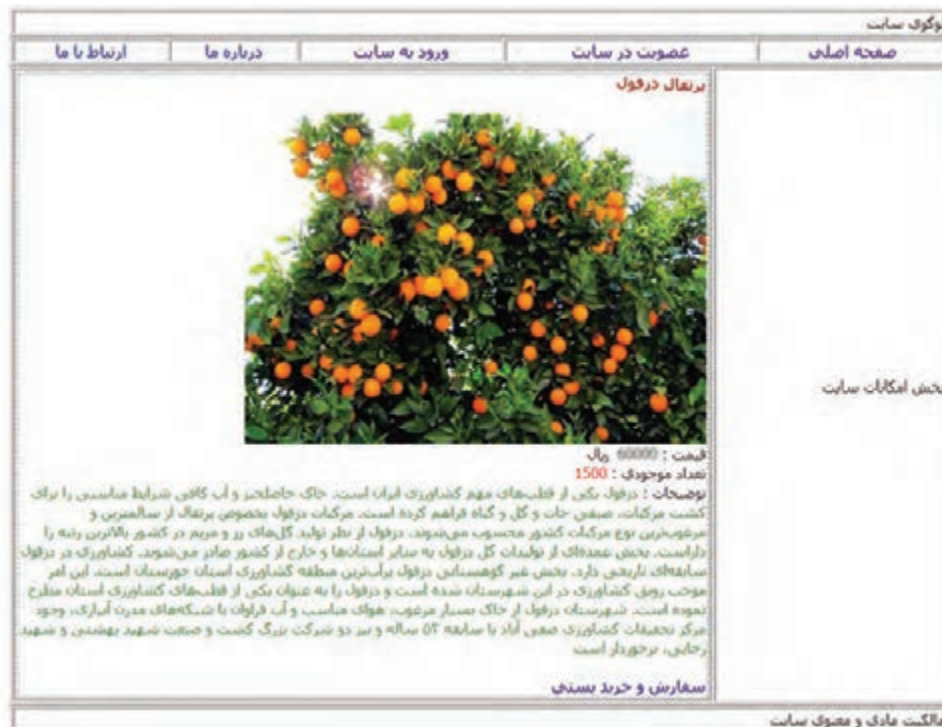 لوگوی سایت
صفحه اصلی
عضویت در سایت
ورود به سایت
درباره ما
ارتباط با ما
پرتقال دزفول
قیمت : 60000 ریال
تعداد موجودی : 1500
توضیحات : دزفول یکی از قطب‌های مهم کشاورزی ایران است. خاک حاصلخیز و آب کافی شرایط مناسبی را برای
کشت مرکبات، صیفی جات و گل و گیاه فراهم کرده است. مرکبات دزفول بخصوص پرتقال از سالمترین و
مرغوب‌ترین نوع مرکبات کشور محسوب می‌شوند. دزفول از نظر تولید گل‌های رز و مریم در کشور بالاترین رتبه را
داراست. بخش عمده‌ای از تولیدات گل دزفول به سایر استان‌ها و خارج از کشور صادر می‌شوند. کشاورزی در دزفول
سابقه‌ای تاریخی دارد. بخش غیر کوهستانی دزفول پرآب‌ترین منطقه کشاورزی استان خوزستان است. این امر
موجب رونق کشاورزی در این شهرستان شده است و دزفول را به عنوان یکی از قطب‌های کشاورزی استان مطرح
نموده است. شهرستان دزفول از خاک بسیار مرغوب، هوای مناسب و آب فراوان با شبکه‌های مدرن آبیاری، وجود
مرکز تحقیقات کشاورزی صفی آباد با سابقه ۵۲ ساله و نیز دو شرکت بزرگ کشت و صنعت شهید بهشتی و شهید
رجایی، برخوردار است
سفارش و خرید پستی
بخش امکانات سایت
مالکیت مادی و معنوی سایت